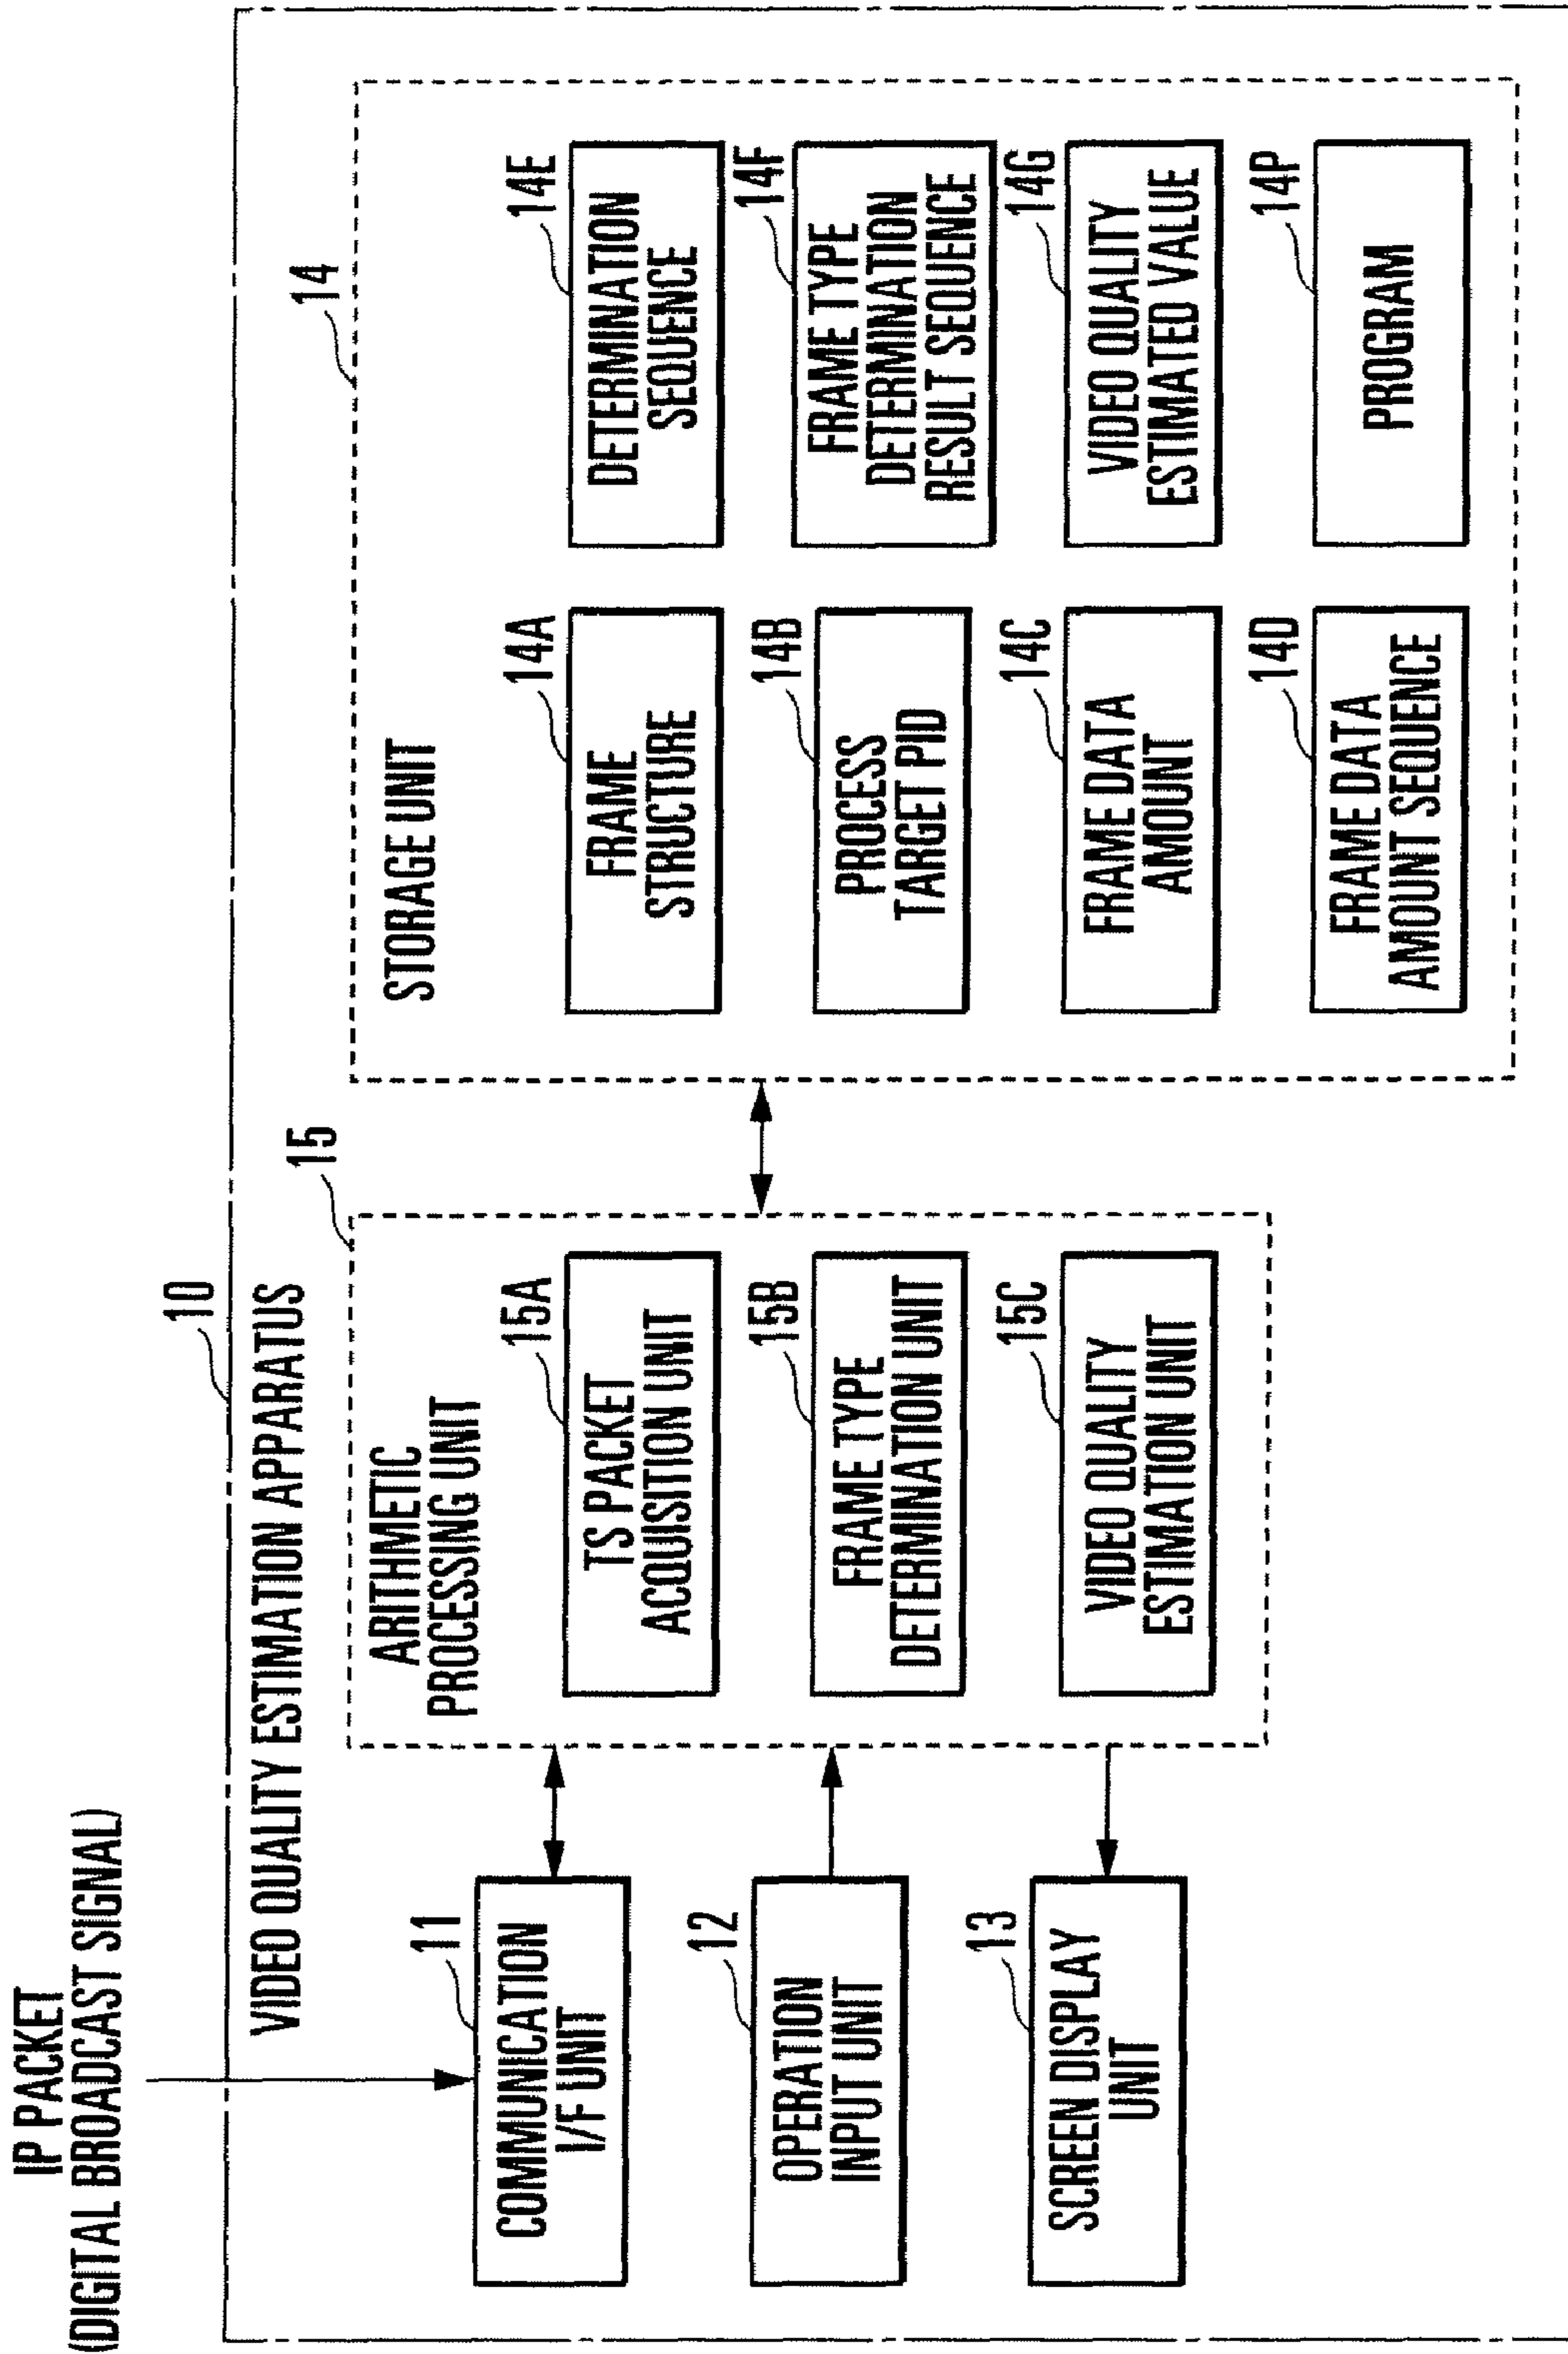 IP PACKET
(DIGITAL BROADCAST SIGNAL)
10
VIDEO QUALITY ESTIMATION APPARATUS
11
COMMUNICATION
I/F UNIT
12
OPERATION
INPUT UNIT
13
SCREEN DISPLAY
UNIT
15
ARITHMETIC
PROCESSING UNIT
15A
TS PACKET
ACQUISITION UNIT
15B
FRAME TYPE
DETERMINATION UNIT
15C
VIDEO QUALITY
ESTIMATION UNIT
14
STORAGE UNIT
14A
FRAME
STRUCTURE
14B
PROCESS
TARGET PID
14C
FRAME DATA
AMOUNT
14D
FRAME DATA
AMOUNT SEQUENCE
14E
DETERMINATION
SEQUENCE
14F
FRAME TYPE
DETERMINATION
RESULT SEQUENCE
14G
VIDEO QUALITY
ESTIMATED VALUE
14P
PROGRAM